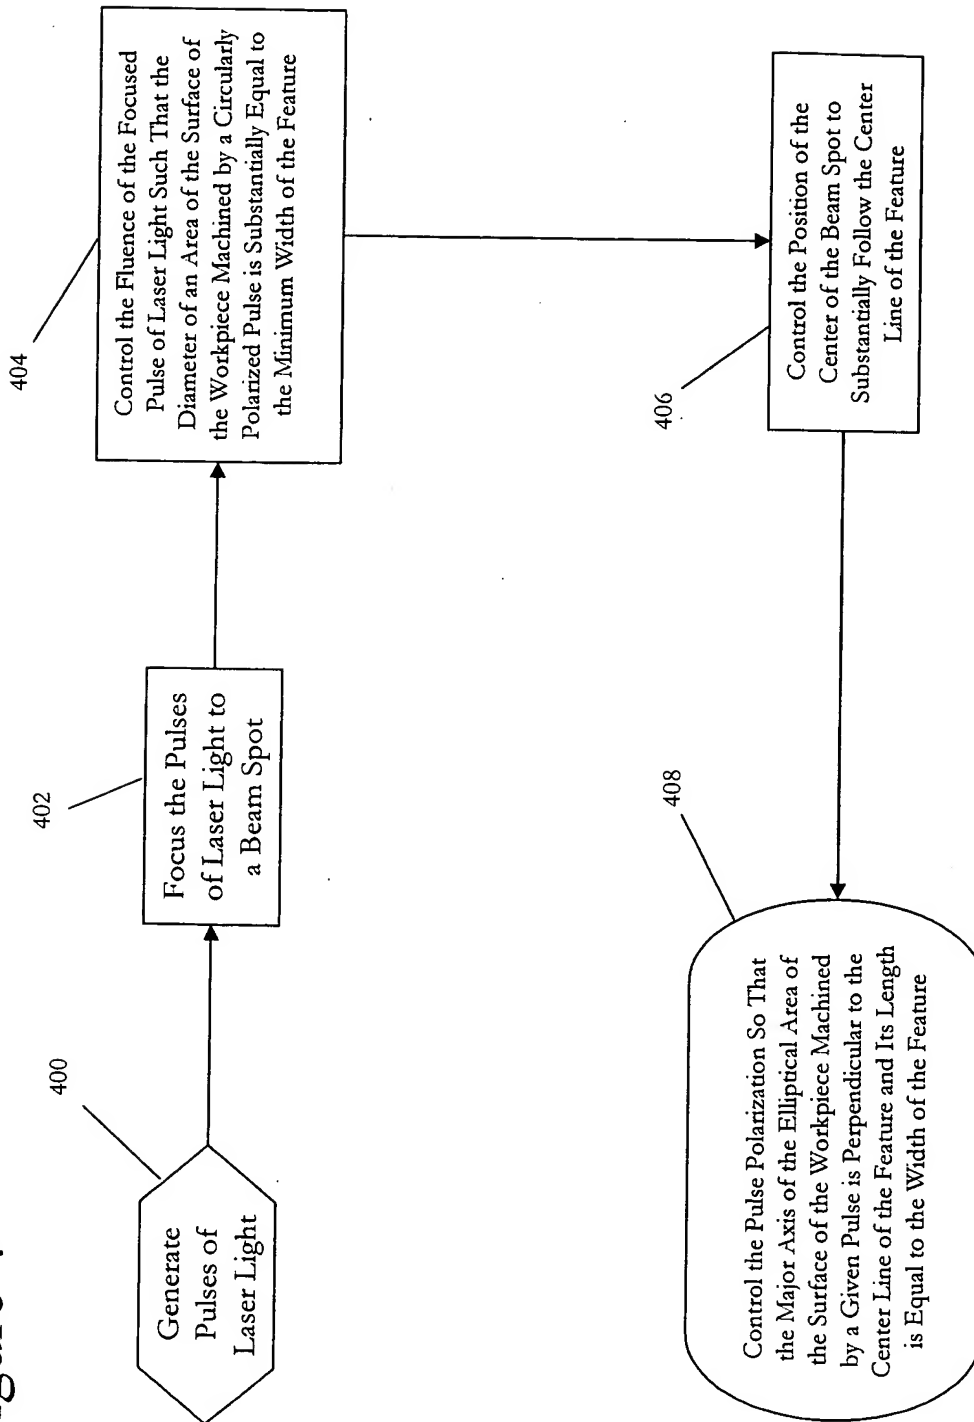 400
Generate
Pulses of
Laser Light
402
Focus the Pulses
of Laser Light to
a Beam Spot
404
Control the Fluence of the Focused
Pulse of Laser Light Such That the
Diameter of an Area of the Surface of
the Workpiece Machined by a Circularly
Polarized Pulse is Substantially Equal to
the Minimum Width of the Feature
406
Control the Position of the
Center of the Beam Spot to
Substantially Follow the Center
Line of the Feature
408
Control the Pulse Polarization So That
the Major Axis of the Elliptical Area of
the Surface of the Workpiece Machined
by a Given Pulse is Perpendicular to the
Center Line of the Feature and Its Length
is Equal to the Width of the Feature